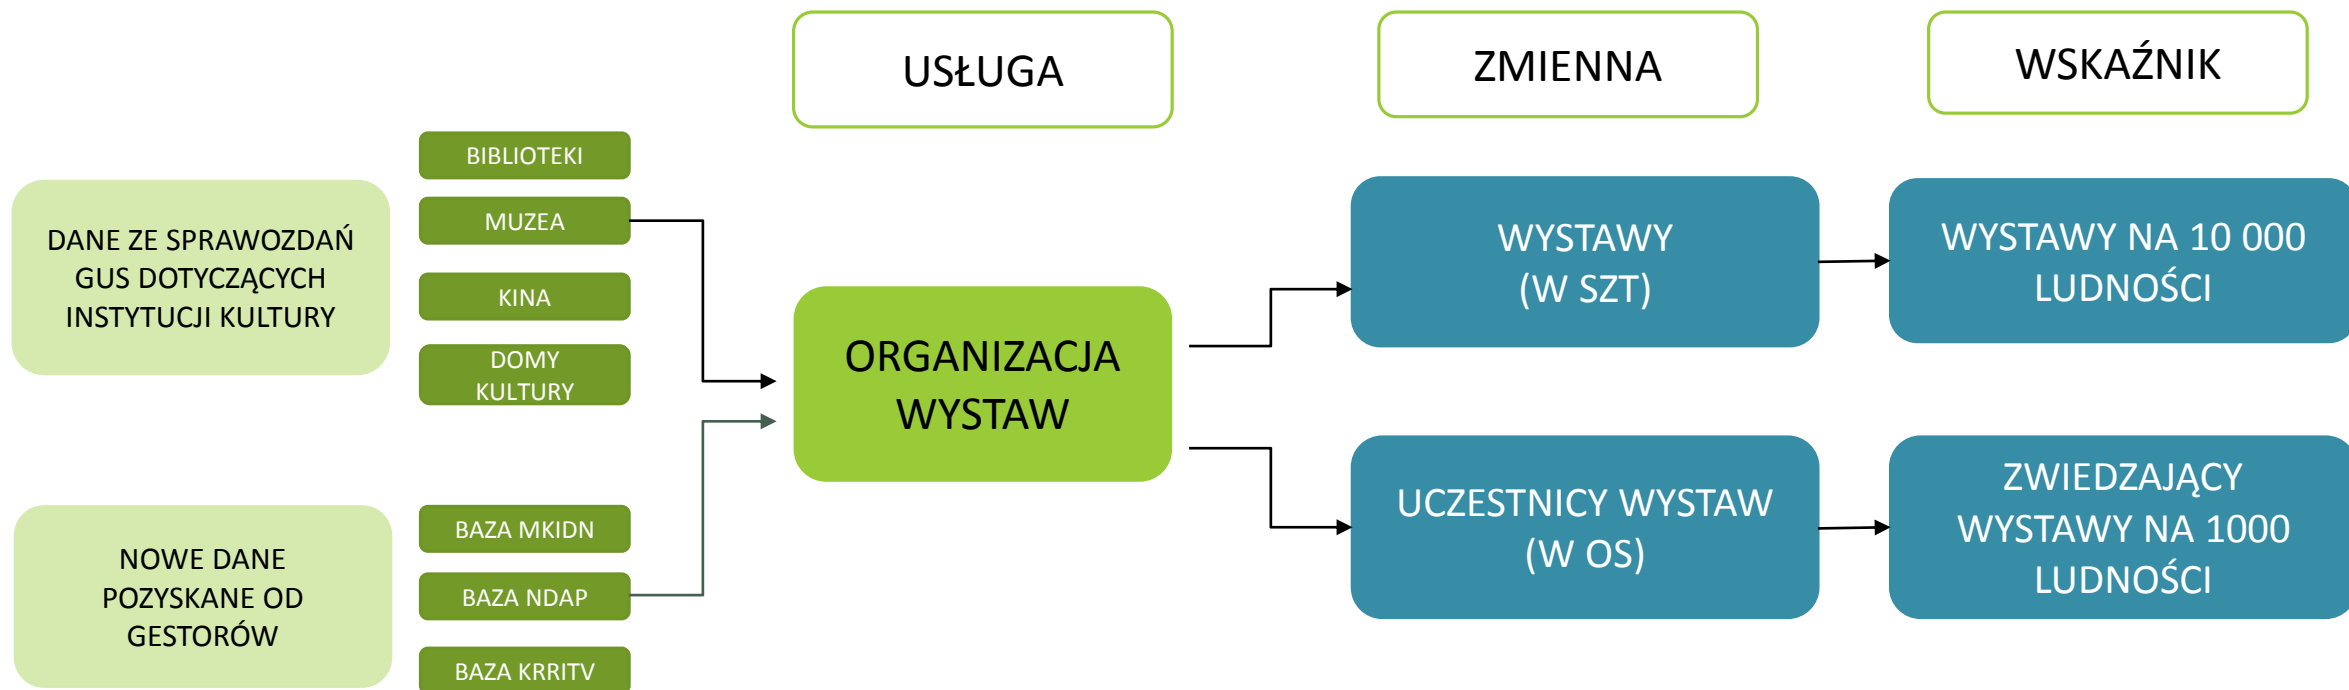 USŁUGA
ZMIENNA
WSKAŹNIK
DANE ZE SPRAWOZDAŃ
GUS DOTYCZĄCYCH
INSTYTUCJI KULTURY
BIBLIOTEKI
MUZEA
KINA
DOMY
KULTURY
NOWE DANE
POZYSKANE OD
GESTORÓW
BAZA MKIDN
BAZA NDAP
BAZA KRRITV
ORGANIZACJA
WYSTAW
WYSTAWY
(W SZT)
WYSTAWY NA 10 000
LUDNOŚCI
UCZESTNICY WYSTAW
(W OS)
ZWIEDZAJĄCY
WYSTAWY NA 1000
LUDNOŚCI